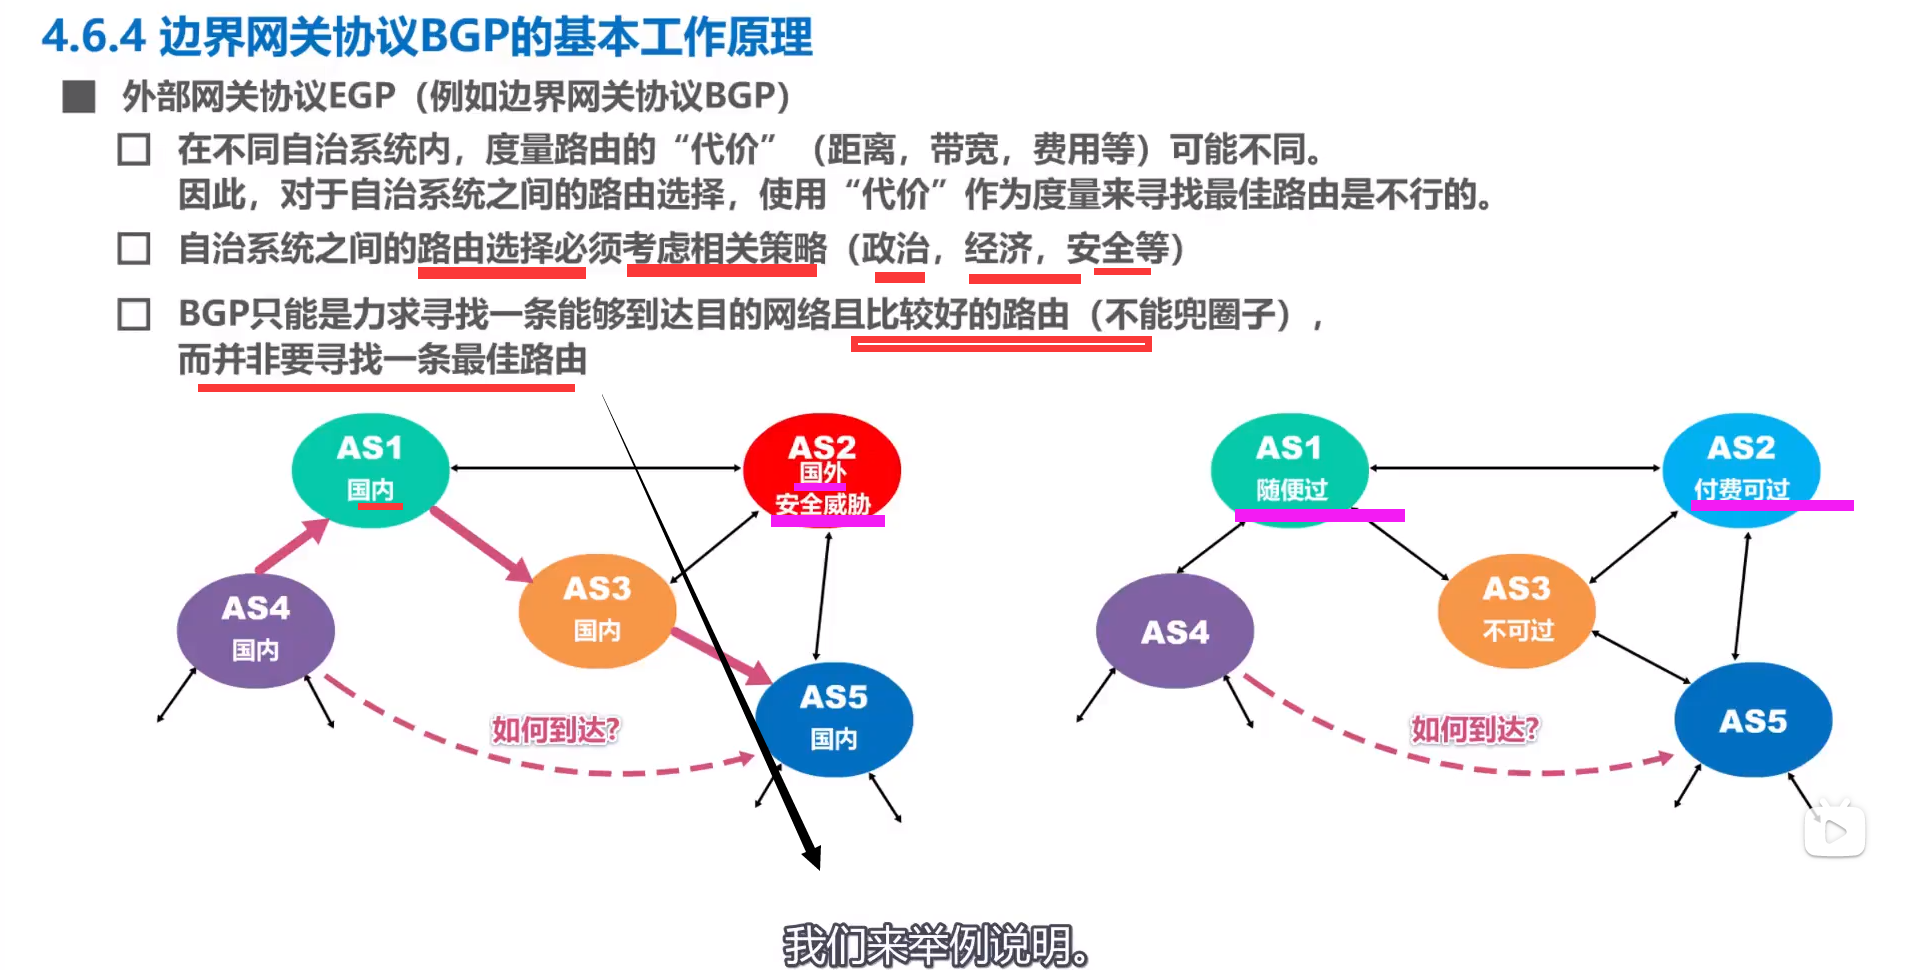 4.6.4 边界网关协议BGP的基本工作原理
外部网关协议EGP（例如边界网关协议BGP）
在不同自治系统内，度量路由的“代价”（距离，带宽，费用等）可能不同。
因此，对于自治系统之间的路由选择，使用“代价”作为度量来寻找最佳路由是不行的。
自治系统之间的路由选择必须考虑相关策略（政治，经济，安全等）
BGP只能是力求寻找一条能够到达目的网络且比较好的路由（不能兜圈子），
而并非要寻找一条最佳路由
AS1
国内
AS2
国外
安全威胁
AS3
国内
AS4
国内
AS5
国内
如何到达?
AS1
随便过
AS2
付费可过
AS3
不可过
AS4
AS5
如何到达?
我们来举例说明。